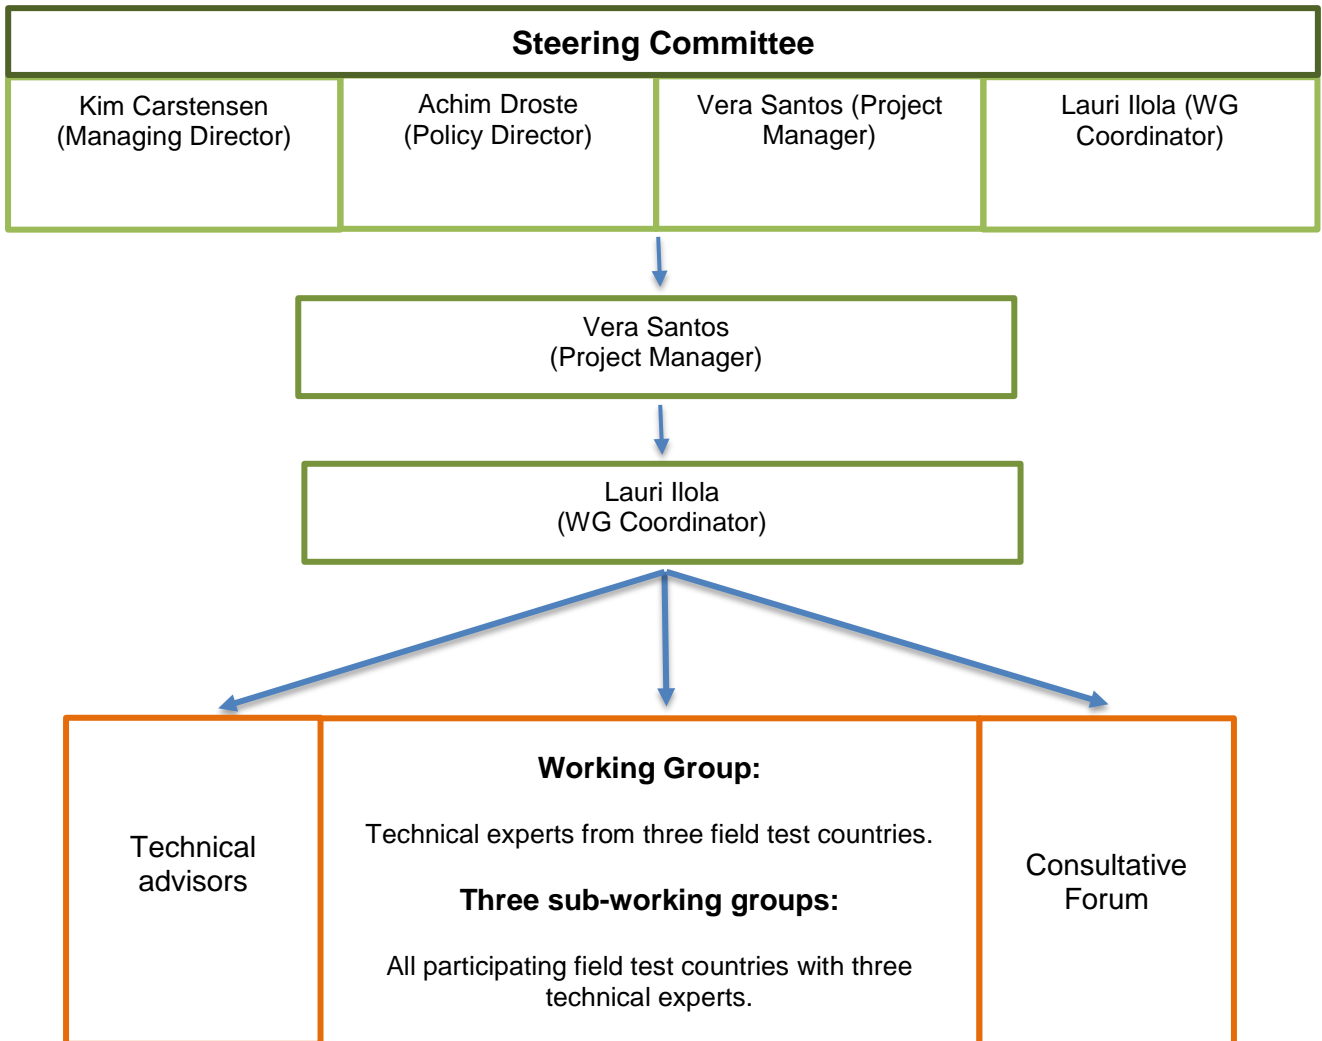 Steering Committee
Kim Carstensen
(Managing Director)
Achim Droste
(Policy Director)
Vera Santos (Project
Manager)
Lauri Ilola (WG
Coordinator)
Vera Santos
(Project Manager)
Lauri Ilola
(WG Coordinator)
Technical
advisors
Working Group:
Technical experts from three field test countries.
Three sub-working groups:
All participating field test countries with three
technical experts.
Consultative
Forum